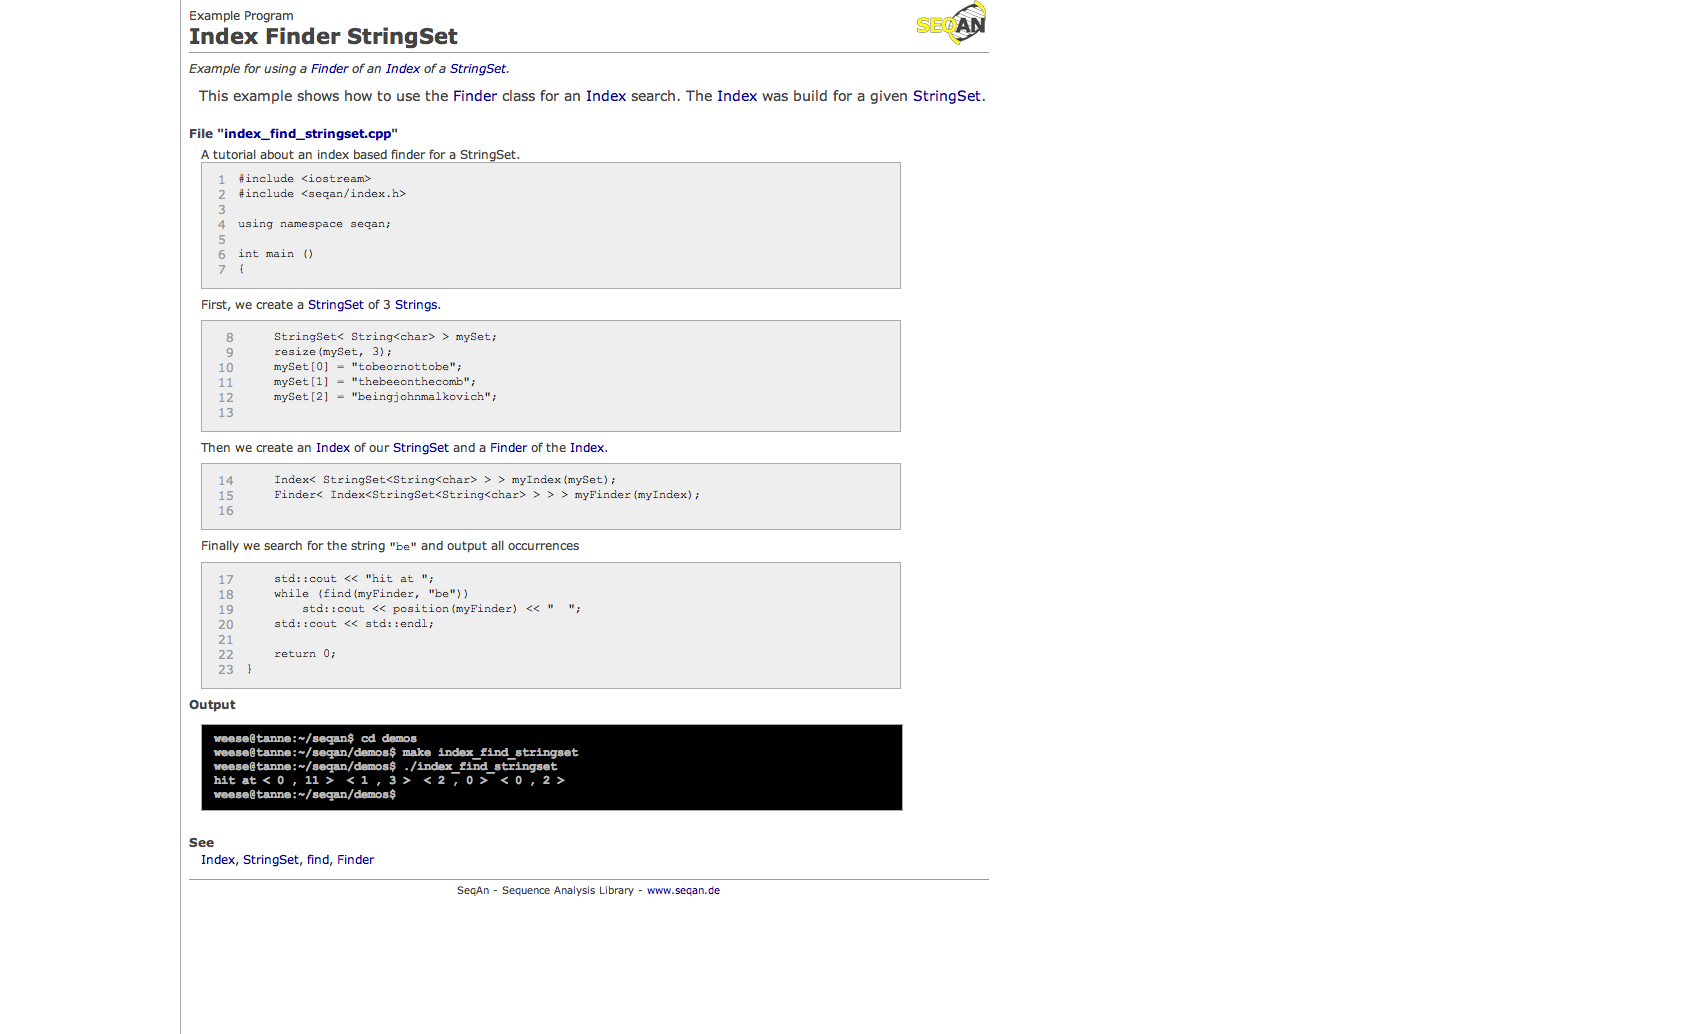 Example Program
Index Finder StringSet
SEQAN
Example for using a Finder of an Index of a StringSet.
This example shows how to use the Finder class for an Index search. The Index was build for a given StringSet.
File "index_find_stringset.cpp"
A tutorial about an index based finder for a StringSet.
1 #include <iostream>
2 #include <seqan/index.h>
3
4 using namespace seqan;
5
6 int main ()
7 {
First, we create a StringSet of 3 Strings.
8     StringSet< String<char> > mySet;
9     resize(mySet, 3);
10     mySet[0] = "tobeornottobe";
11     mySet[1] = "thebeeonthecomb";
12     mySet[2] = "beingjohnmalkovich";
13
Then we create an Index of our StringSet and a Finder of the Index.
14     Index< StringSet<String<char> > > myIndex(mySet);
15     Finder< Index<StringSet<String<char> > > > myFinder(myIndex);
16
Finally we search for the string "be" and output all occurrences
17     std::cout << "hit at ";
18     while (find(myFinder, "be"))
19         std::cout << position(myFinder) << "  ";
20     std::cout << std::endl;
21
22     return 0;
23 }
Output
weese@tanne:~/seqan$ cd demos
weese@tanne:~/seqan/demos$ make index_find_stringset
weese@tanne:~/seqan/demos$ ./index_find_stringset
hit at < 0 , 11 >  < 1 , 3 >  < 2 , 0 >  < 0 , 2 >
weese@tanne:~/seqan/demos$
See
Index, StringSet, find, Finder
SeqAn - Sequence Analysis Library - www.seqan.de